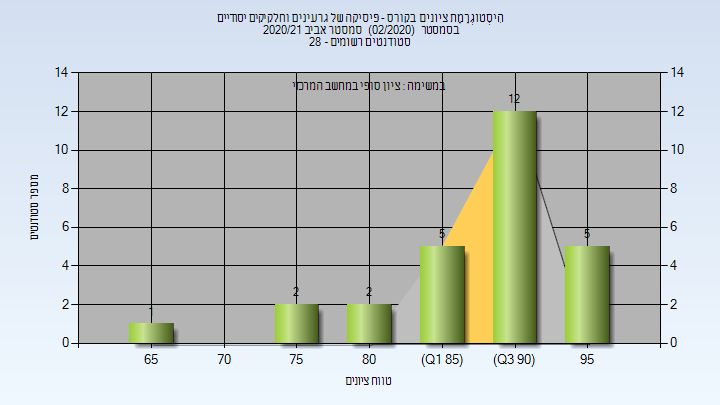 היסטוגרמת ציונים בקורס - פיסיקה של גרעינים וחלקיקים יסודיים
בסמסטר (02/2020) סמסטר אביב 2020/21
סטודנטים רשומים - 28
במשימה : ציון סופי במחשב המרכזי
מספר סטודנטים
14 14
12 12
10 10
8 8
6 6
4 4
2 2
0 0
1 2 2 5 12 5
65 70 75 80 (Q1 85) (Q3 90) 95
טווח ציונים